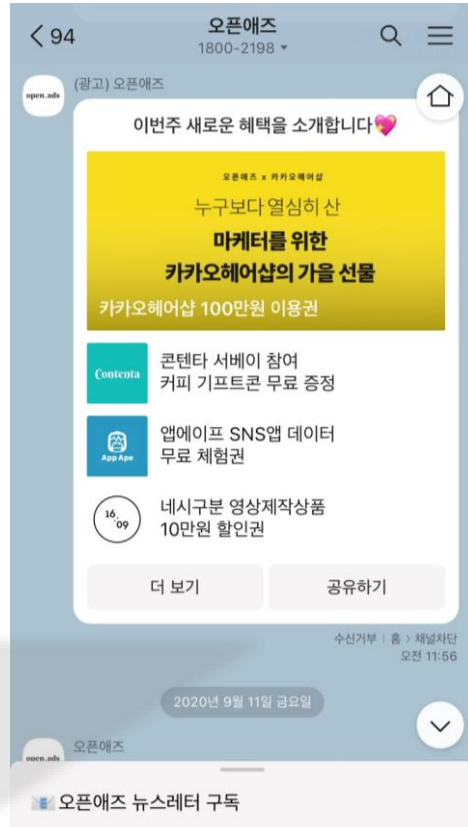 94
오픈애즈
1800-2198
open.ads
(광고) 오픈애즈
이번주 새로운 혜택을 소개합니다💖
오픈애즈 x 카카오헤어샵
누구보다 열심히 산
마케터를 위한
카카오헤어샵의 가을 선물
카카오헤어샵 100만원 이용권
Contenta
콘텐타 서베이 참여
커피 기프트콘 무료 증정
App Ape
앱에이프 SNS앱 데이터
무료 체험권
16:09
네시구분 영상제작상품
10만원 할인권
더 보기
공유하기
수신거부 | 홈 > 채널차단
오전 11:56
2020년 9월 11일 금요일
오픈애즈
open.ads
📧 오픈애즈 뉴스레터 구독